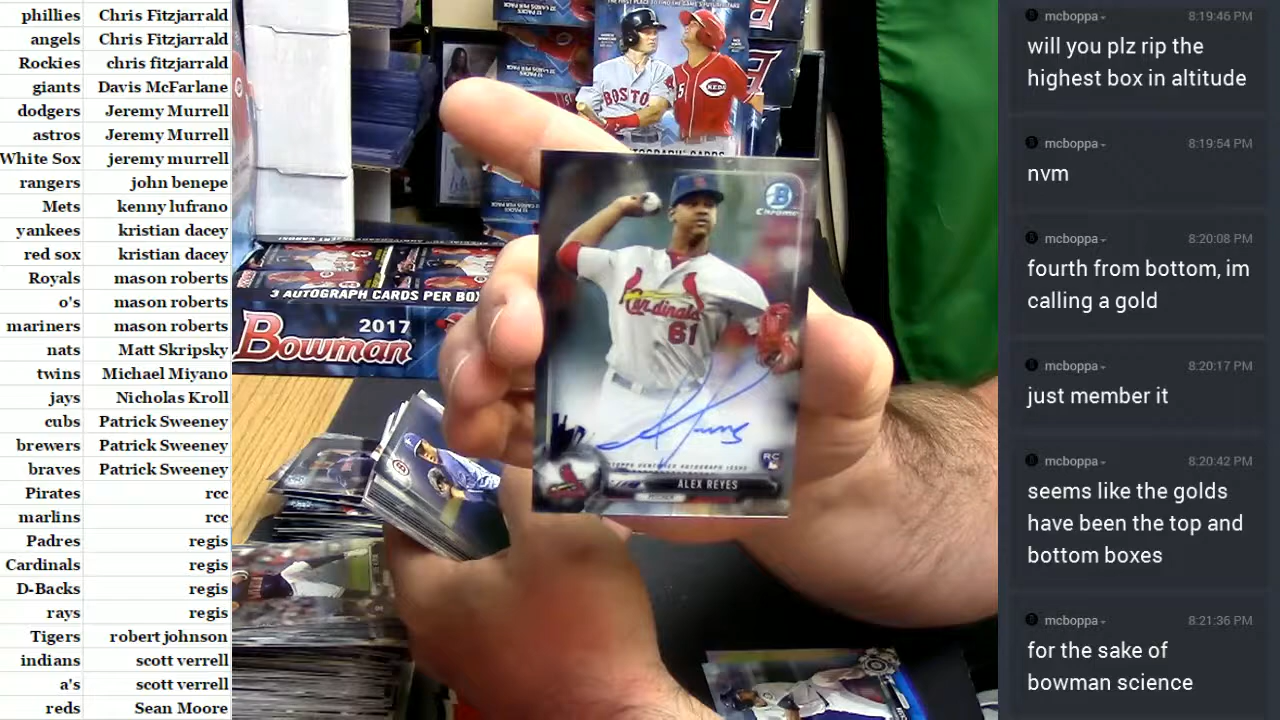 phillies Chris Fitzjarrald
angels Chris Fitzjarrald
Rockies chris fitzjarrald
giants Davis McFarlane
dodgers Jeremy Murrell
astros Jeremy Murrell
White Sox jeremy murrell
rangers john benepe
Mets kenny lufrano
yankees kristian dacey
red sox kristian dacey
Royals mason roberts
o's mason roberts
mariners mason roberts
nats Matt Skripsky
twins Michael Miyano
jays Nicholas Kroll
cubs Patrick Sweeney
brewers Patrick Sweeney
braves Patrick Sweeney
Pirates rcc
marlins rcc
Padres regis
Cardinals regis
D-Backs regis
rays regis
Tigers robert johnson
indians scott verrell
a's scott verrell
reds Sean Moore
BOSTO
REDS
3 AUTOGRAPH CARDS PER BOX
2017
Bowman
Chrome
Cardinals
61
RC
ALEX REYES
PITCHER
mcboppa 8:19:46 PM
will you plz rip the
highest box in altitude
mcboppa 8:19:54 PM
nvm
mcboppa 8:20:08 PM
fourth from bottom, im
calling a gold
mcboppa 8:20:17 PM
just member it
mcboppa 8:20:42 PM
seems like the golds
have been the top and
bottom boxes
mcboppa 8:21:36 PM
for the sake of
bowman science